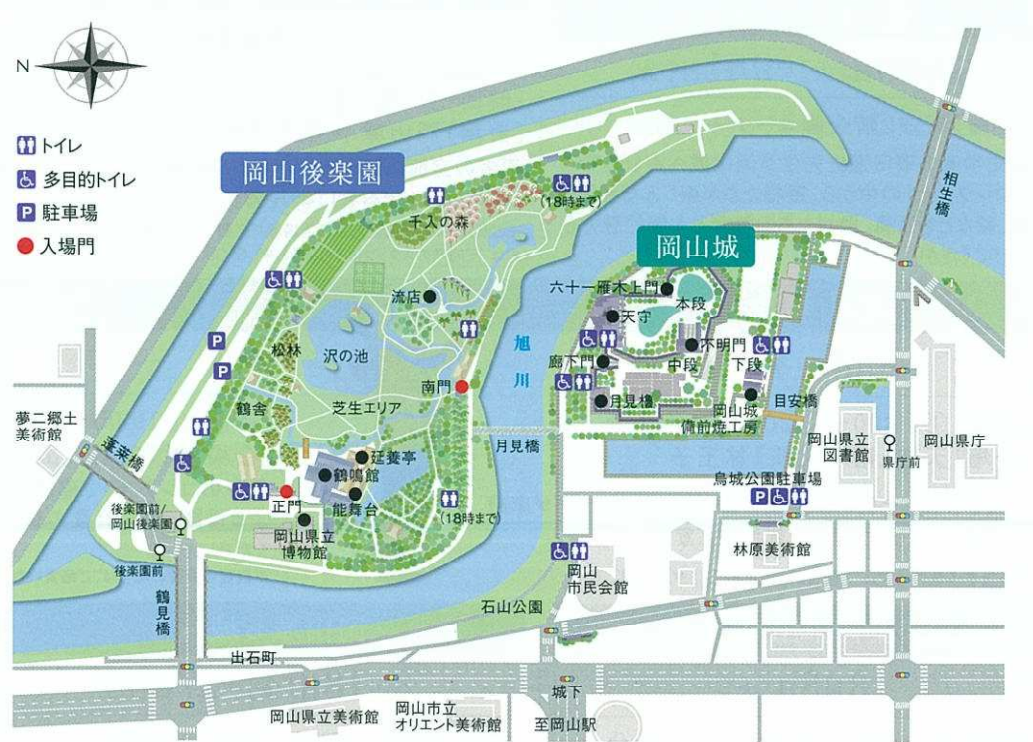 N
トイレ
多目的トイレ
P 駐車場
入場門
岡山後楽園
千入の森
(18時まで)
流店
松林
沢の池
鶴舎
芝生エリア
南門
延養亭
鶴鳴館
能舞台
正門
岡山県立
博物館
(18時まで)
P
P
夢二郷土
美術館
蓬莱橋
後楽園前/
岡山後楽園
後楽園前
鶴見橋
出石町
岡山県立美術館
岡山市立
オリエント美術館
至岡山駅
城下
石山公園
岡山
市民会館
月見橋
旭川
岡山城
六十一雁木上門
本段
天守
不明門
廊下門
中段
下段
月見櫓
岡山城
備前焼工房
目安橋
相生橋
岡山県立
図書館
県庁前
岡山県庁
烏城公園駐車場
P
林原美術館